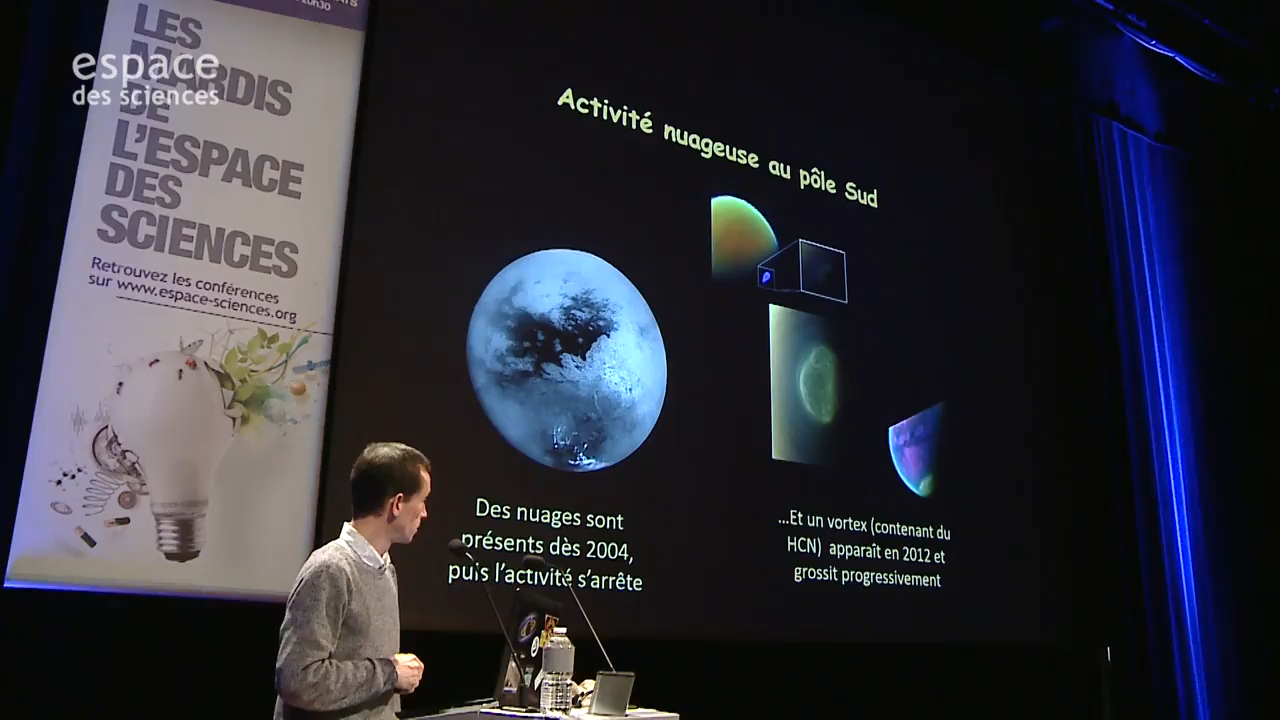 20h30
LES
MARDIS
DE
L'ESPACE
DES
SCIENCES
Retrouvez les conférences
sur www.espace-sciences.org
espace
des sciences
Activité nuageuse au pôle Sud
Des nuages sont
présents dès 2004,
puis l'activité s'arrête
...Et un vortex (contenant du
HCN) apparaît en 2012 et
grossit progressivement